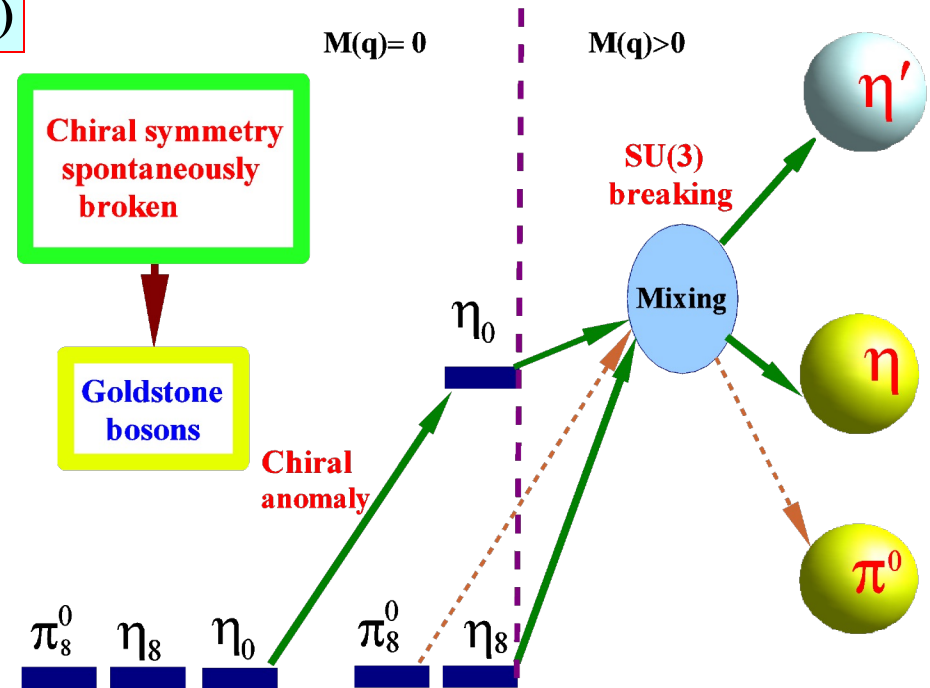 )
M(q)= 0
M(q)>0
Chiral symmetry
spontaneously
broken
Goldstone
bosons
Chiral
anomaly
SU(3)
breaking
Mixing
η₀
π⁰₈ η₈ η₀ π⁰₈ η₈
η′
η
π⁰